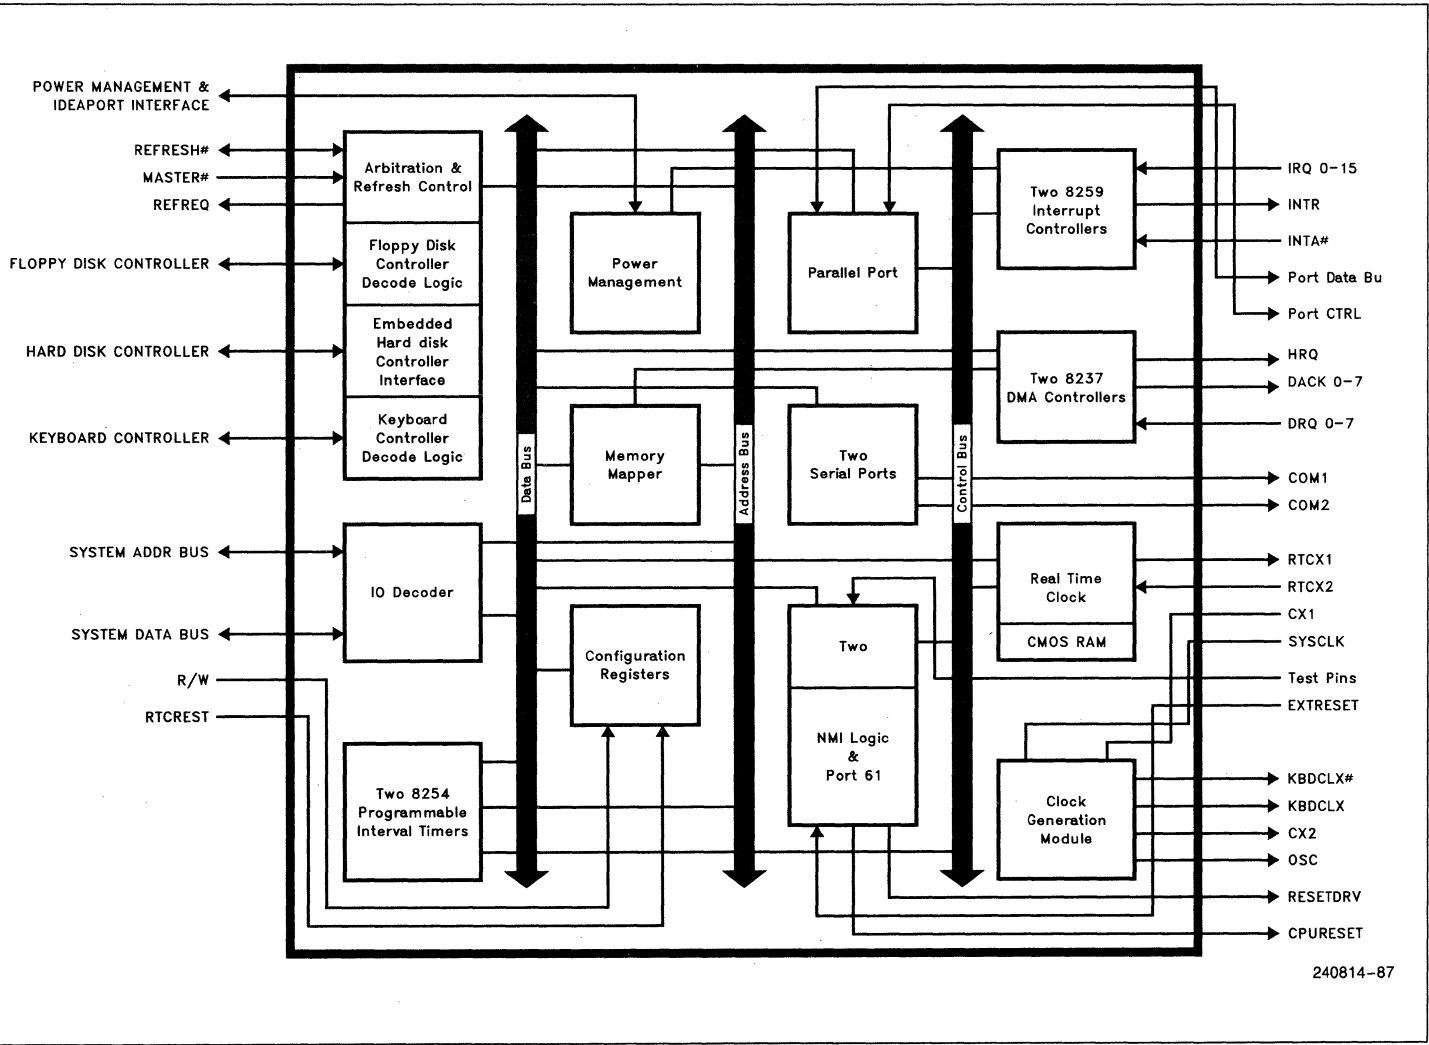 POWER MANAGEMENT &
IDEAPORT INTERFACE
REFRESH#
MASTER#
REFREQ
FLOPPY DISK CONTROLLER
HARD DISK CONTROLLER
KEYBOARD CONTROLLER
SYSTEM ADDR BUS
SYSTEM DATA BUS
R/W
RTCREST
Arbitration &
Refresh Control
Floppy Disk
Controller
Decode Logic
Embedded
Hard disk
Controller
Interface
Keyboard
Controller
Decode Logic
IO Decoder
Two 8254
Programmable
Interval Timers
Data Bus
Power
Management
Memory
Mapper
Configuration
Registers
Address Bus
Parallel Port
Two
Serial Ports
Two
NMI Logic
&
Port 61
Control Bus
Two 8259
Interrupt
Controllers
Two 8237
DMA Controllers
Real Time
Clock
CMOS RAM
Clock
Generation
Module
IRQ 0-15
INTR
INTA#
Port Data Bu
Port CTRL
HRQ
DACK 0-7
DRQ 0-7
COM1
COM2
RTCX1
RTCX2
CX1
SYSCLK
Test Pins
EXTRESET
KBDCLX#
KBDCLX
CX2
OSC
RESETDRV
CPURESET
240814-87